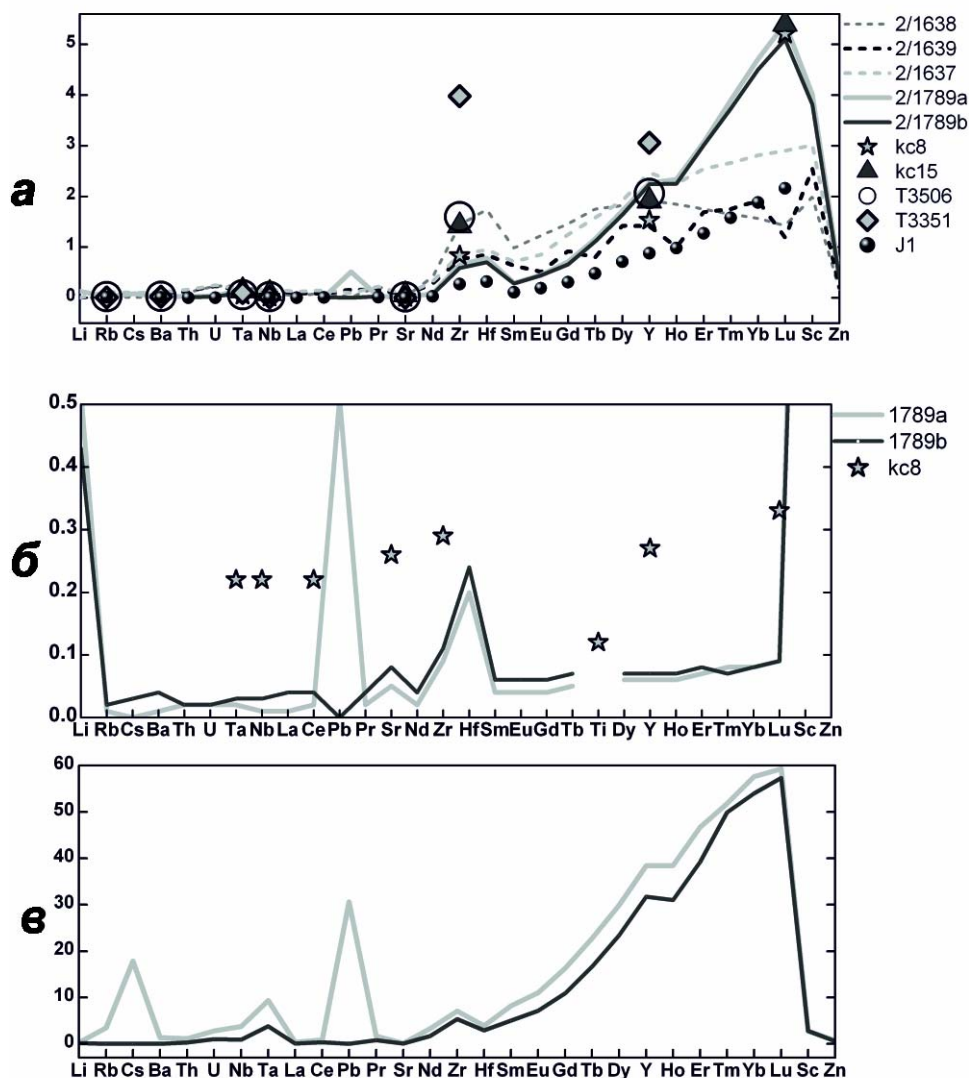 а
5
4
3
2
1
0
Li Rb Cs Ba Th U Ta Nb La Ce Pb Pr Sr Nd Zr Hf Sm Eu Gd Tb Dy Y Ho Er Tm Yb Lu Sc Zn
2/1638
2/1639
2/1637
2/1789a
2/1789b
kc8
kc15
T3506
T3351
J1
б
0.5
0.4
0.3
0.2
0.1
0.0
Li Rb Cs Ba Th U Ta Nb La Ce Pb Pr Sr Nd Zr Hf Sm Eu Gd Tb Ti Dy Y Ho Er Tm Yb Lu Sc Zn
1789a
1789b
kc8
в
60
50
40
30
20
10
0
Li Rb Cs Ba Th U Nb Ta La Ce Pb Pr Sr Nd Zr Hf Sm Eu Gd Tb Dy Y Ho Er Tm Yb Lu Sc Zn